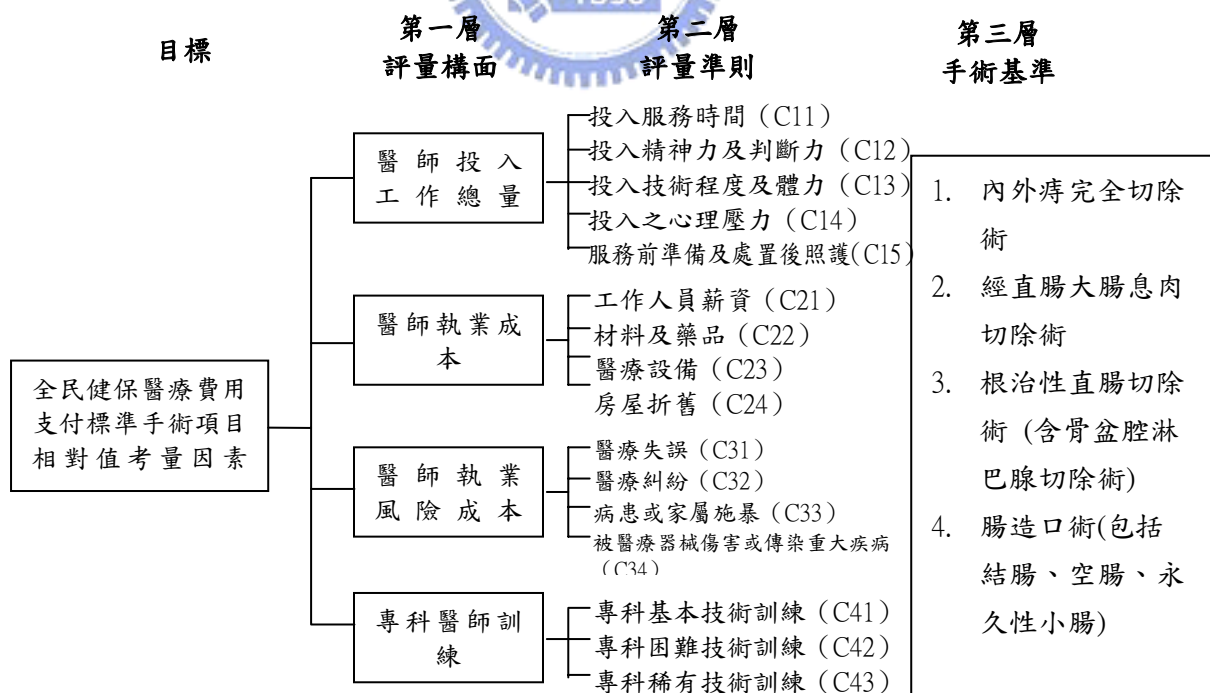 1896
目標
第一層
評量構面
第二層
評量準則
第三層
手術基準
全民健保醫療費用
支付標準手術項目
相對值考量因素
醫師投入
工作總量
投入服務時間（C11）
投入精神力及判斷力（C12）
投入技術程度及體力（C13）
投入之心理壓力（C14）
服務前準備及處置後照護(C15)
醫師執業成
本
工作人員薪資（C21）
材料及藥品（C22）
醫療設備（C23）
房屋折舊（C24）
醫師執業
風險成本
醫療失誤（C31）
醫療糾紛（C32）
病患或家屬施暴（C33）
被醫療器械傷害或傳染重大疾病
（C34）
專科醫師訓
練
專科基本技術訓練（C41）
專科困難技術訓練（C42）
專科稀有技術訓練（C43）
1. 內外痔完全切除
術
2. 經直腸大腸息肉
切除術
3. 根治性直腸切除
術 (含骨盆腔淋
巴腺切除術)
4. 腸造口術(包括
結腸、空腸、永
久性小腸)